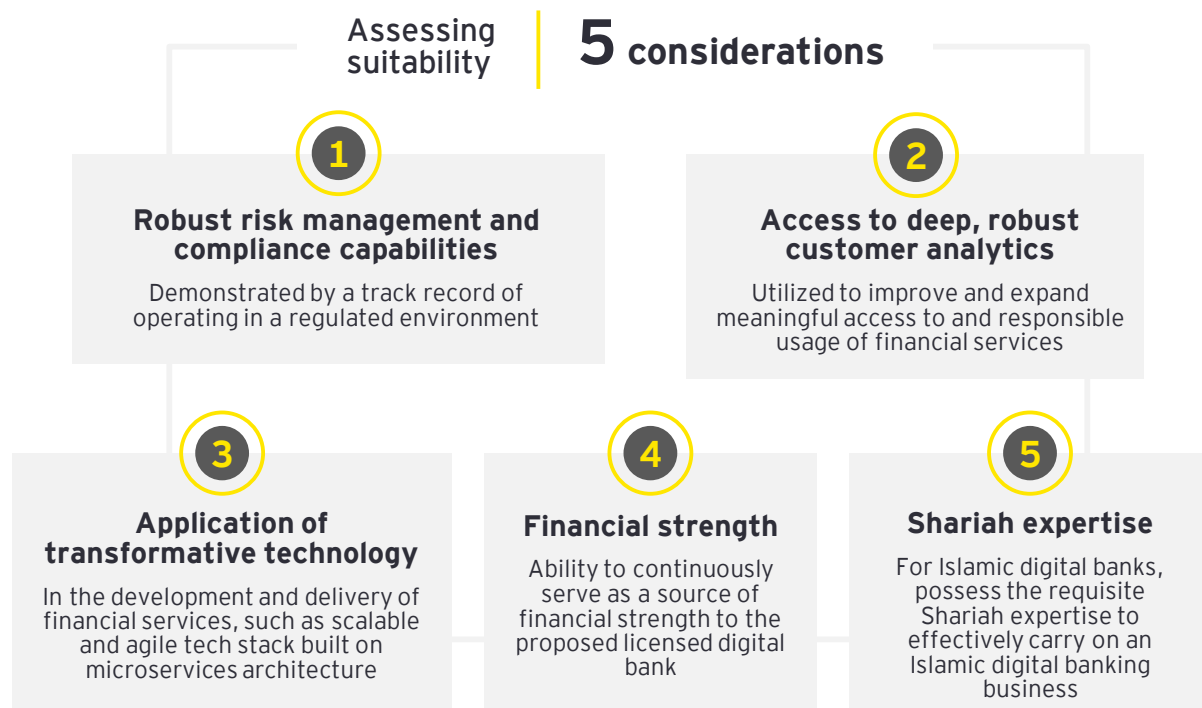 Assessing
suitability
5 considerations
1
Robust risk management and
compliance capabilities
Demonstrated by a track record of
operating in a regulated environment
2
Access to deep, robust
customer analytics
Utilized to improve and expand
meaningful access to and responsible
usage of financial services
3
Application of
transformative technology
In the development and delivery of
financial services, such as scalable
and agile tech stack built on
microservices architecture
4
Financial strength
Ability to continuously
serve as a source of
financial strength to the
proposed licensed digital
bank
5
Shariah expertise
For Islamic digital banks,
possess the requisite
Shariah expertise to
effectively carry on an
Islamic digital banking
business